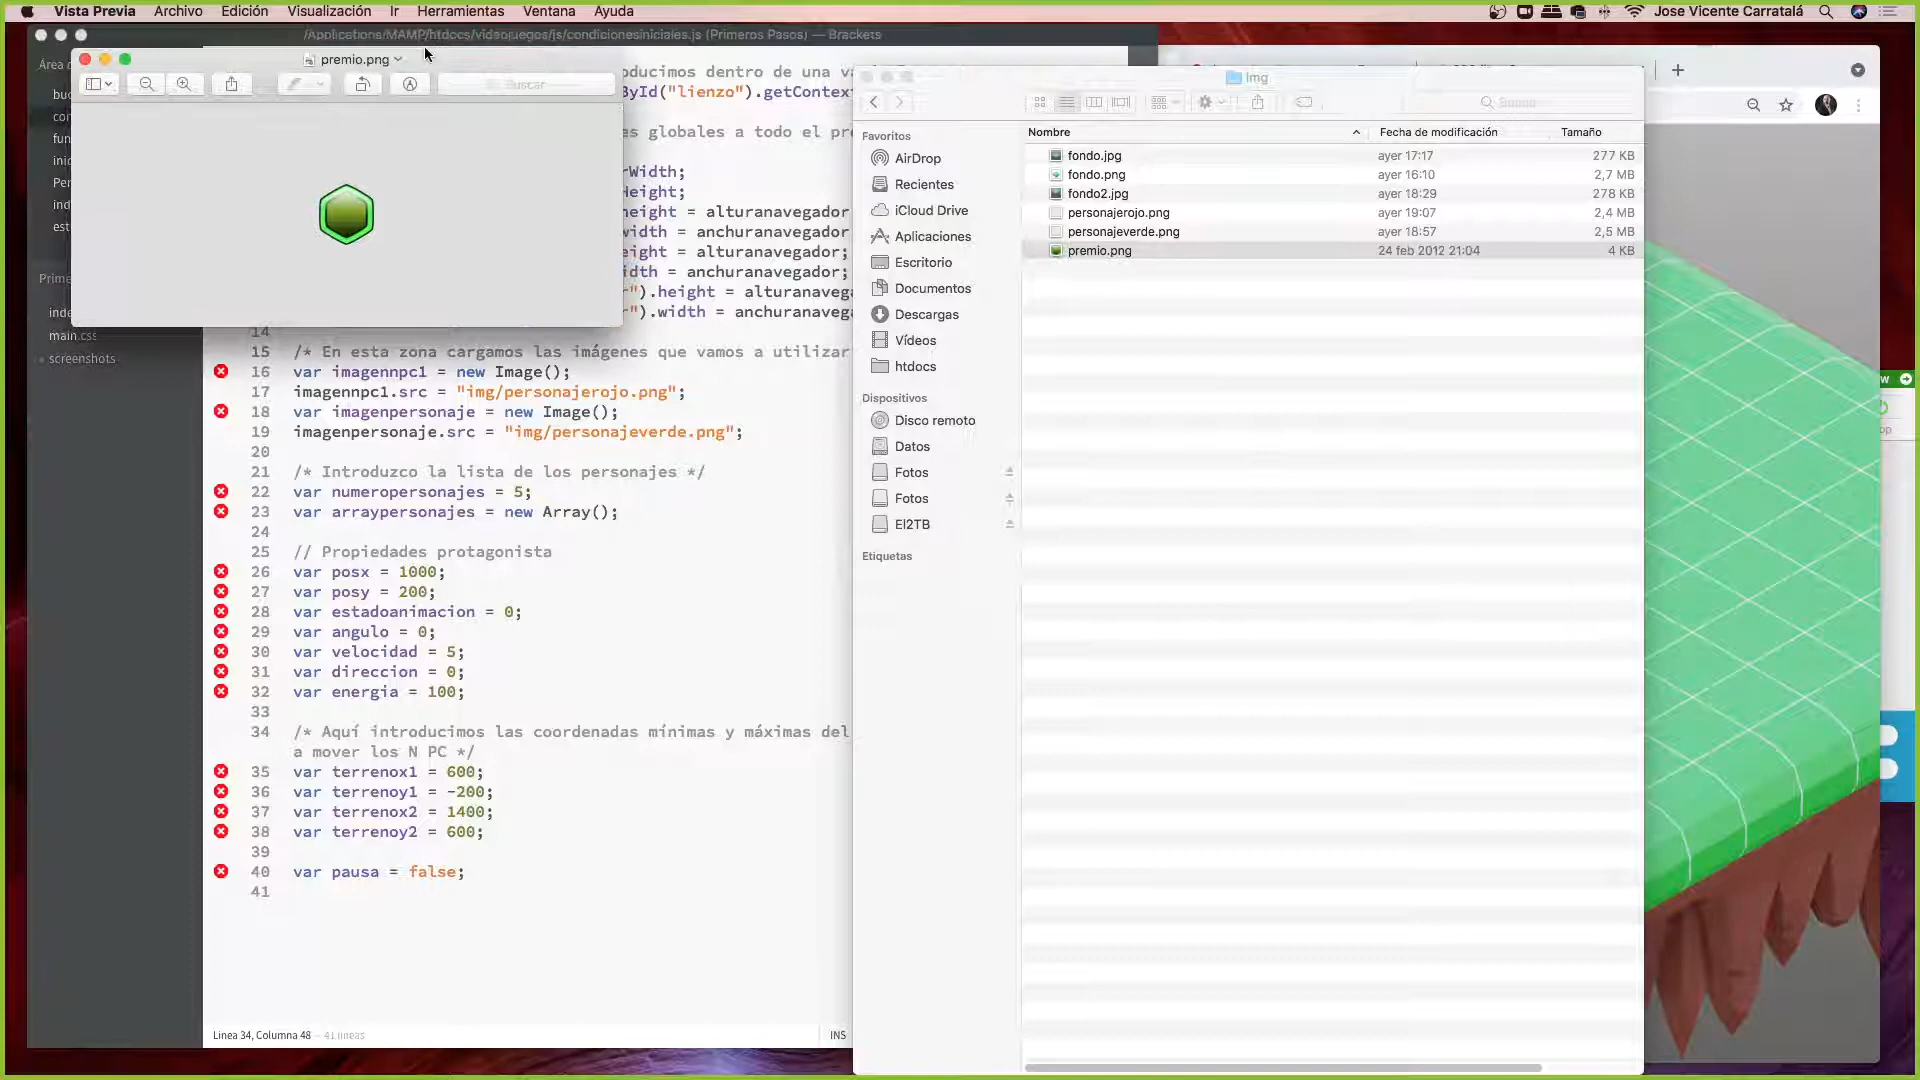 Vista Previa Archivo Edición Visualización Ir Herramientas Ventana Ayuda
Jose Vicente Carratalá
/Applications/MAMP/htdocs/videojuegos/js/condicionesiniciales.js (Primeros Pasos) — Brackets
premio.png
Buscar
Área
main.css
screenshots
oducimos dentro de una va
ById("lienzo").getContex
es globales a todo el pr
rWidth;
Height;
height = alturanavegador
width = anchuranavegador
eight = alturanavegador;
idth = anchuranavegador;
r").height = alturanavega
r").width = anchuranavega
14
15 /* En esta zona cargamos las imágenes que vamos a utilizar
16 var imagennpc1 = new Image();
17 imagennpc1.src = "img/personajerojo.png";
18 var imagenpersonaje = new Image();
19 imagenpersonaje.src = "img/personajeverde.png";
20
21 /* Introduzco la lista de los personajes */
22 var numeropersonajes = 5;
23 var arraypersonajes = new Array();
24
25 // Propiedades protagonista
26 var posx = 1000;
27 var posy = 200;
28 var estadoanimacion = 0;
29 var angulo = 0;
30 var velocidad = 5;
31 var direccion = 0;
32 var energia = 100;
33
34 /* Aquí introducimos las coordenadas mínimas y máximas del
a mover los N PC */
35 var terrenox1 = 600;
36 var terrenoy1 = -200;
37 var terrenox2 = 1400;
38 var terrenoy2 = 600;
39
40 var pausa = false;
41
Línea 34, Columna 48 — 41 líneas
INS
img
Favoritos
AirDrop
Recientes
iCloud Drive
Aplicaciones
Escritorio
Documentos
Descargas
Vídeos
htdocs
Dispositivos
Disco remoto
Datos
Fotos
Fotos
El2TB
Etiquetas
Nombre Fecha de modificación Tamaño
fondo.jpg ayer 17:17 277 KB
fondo.png ayer 16:10 2,7 MB
fondo2.jpg ayer 18:29 278 KB
personajerojo.png ayer 19:07 2,4 MB
personajeverde.png ayer 18:57 2,5 MB
premio.png 24 feb 2012 21:04 4 KB